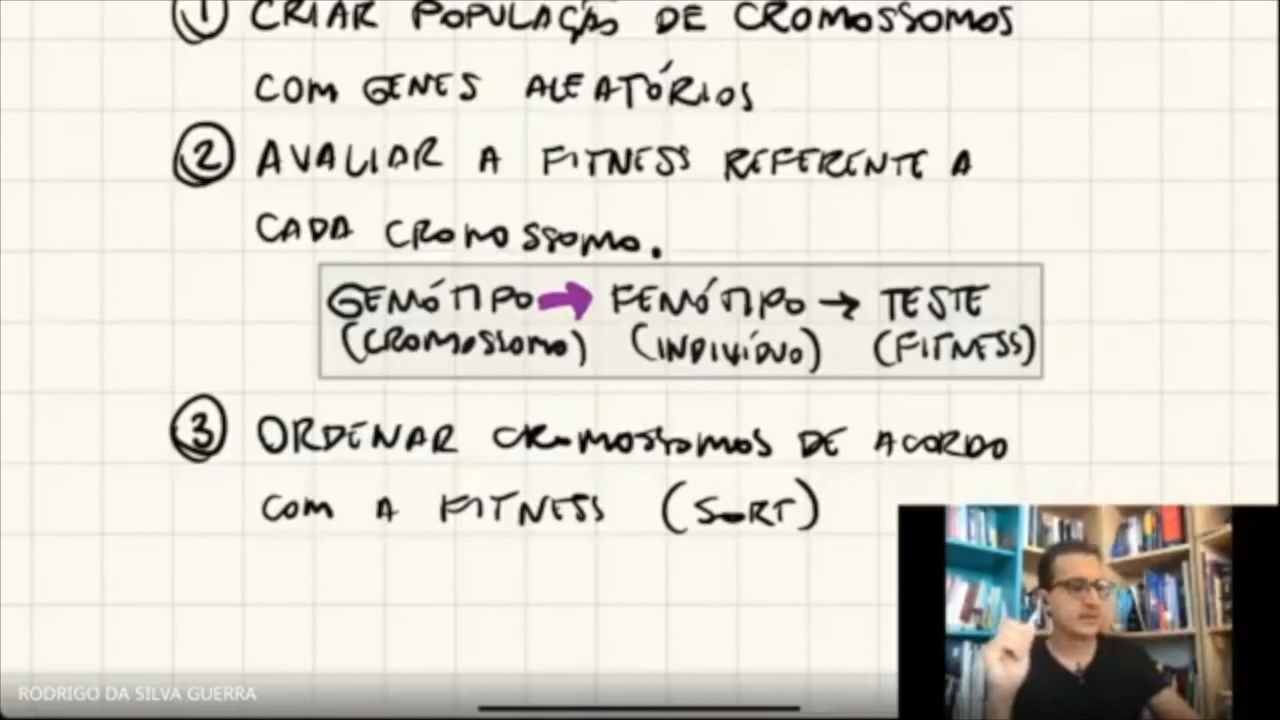 ① CRIAR POPULAÇÃO DE CROMOSSOMOS
COM GENES ALEATÓRIOS
② AVALIAR A FITNESS REFERENTE A
CADA CROMOSSOMO.
GENÓTIPO ➡ FENÓTIPO → TESTE
(CROMOSSOMO) (INDIVÍDUO) (FITNESS)
③ ORDENAR CROMOSSOMOS DE ACORDO
COM A FITNESS (SORT)
RODRIGO DA SILVA GUERRA